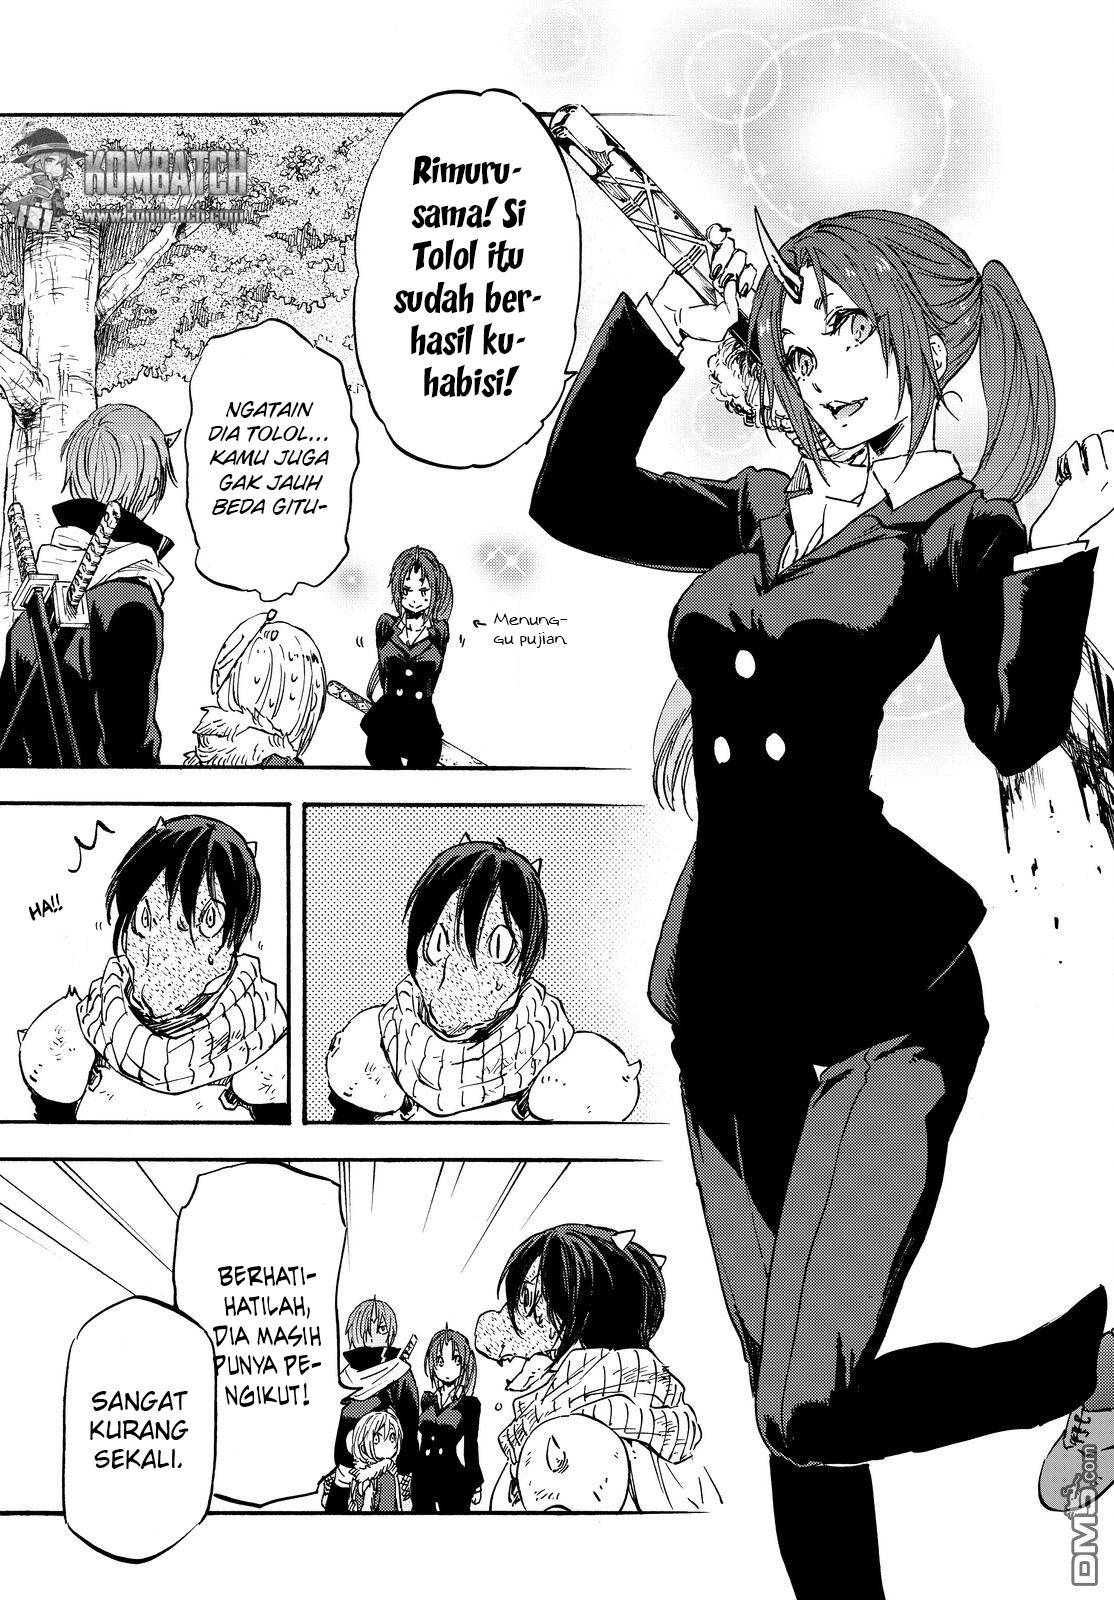 KOMBATCH
www.kombatch.com
Rimuru-
sama! Si
Tolol itu
sudah ber-
hasil ku-
habisi!
NGATAIN
DIA TOLOL...
KAMU JUGA
GAK JAUH
BEDA GITU-
Menung-
gu pujian.
HA!!
BERHATI-
HATILAH,
DIA MASIH
PUNYA PE-
NGIKUT!
SANGAT
KURANG
SEKALI.
DM5.com